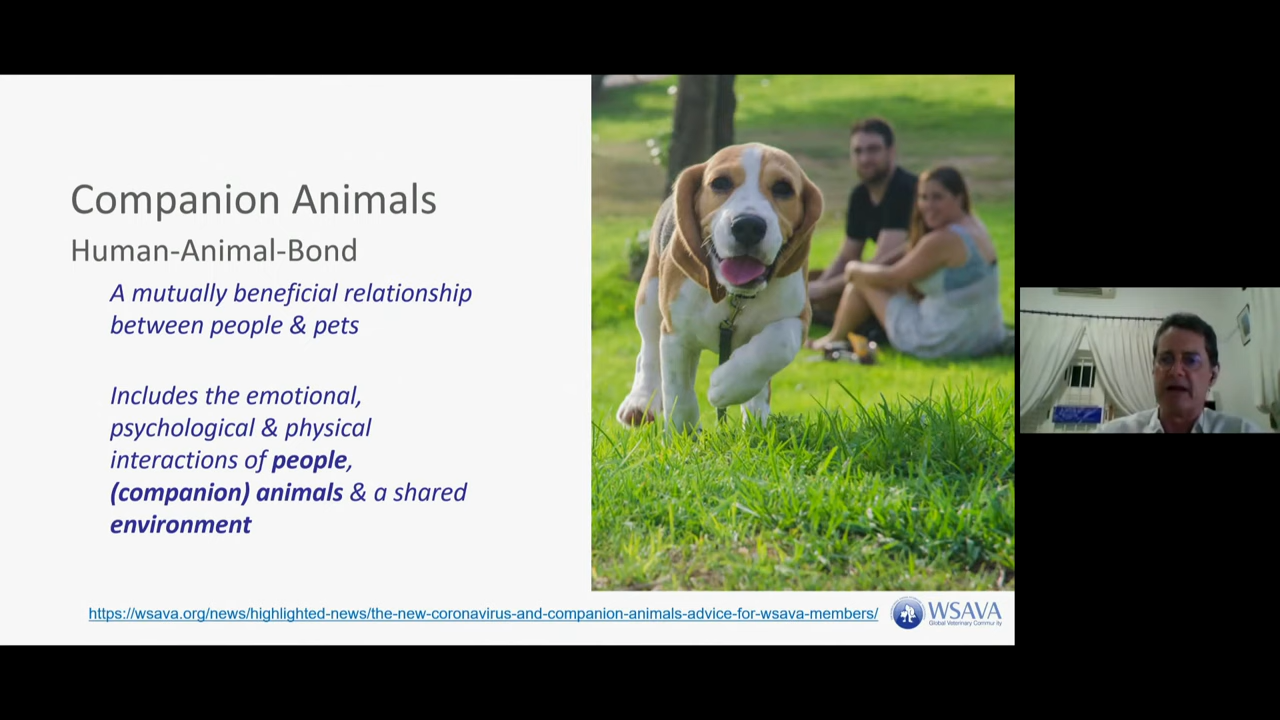 Companion Animals
Human-Animal-Bond
A mutually beneficial relationship
between people & pets
Includes the emotional,
psychological & physical
interactions of people,
(companion) animals & a shared
environment
https://wsava.org/news/highlighted-news/the-new-coronavirus-and-companion-animals-advice-for-wsava-members/
WSAVA
Global Veterinary Community